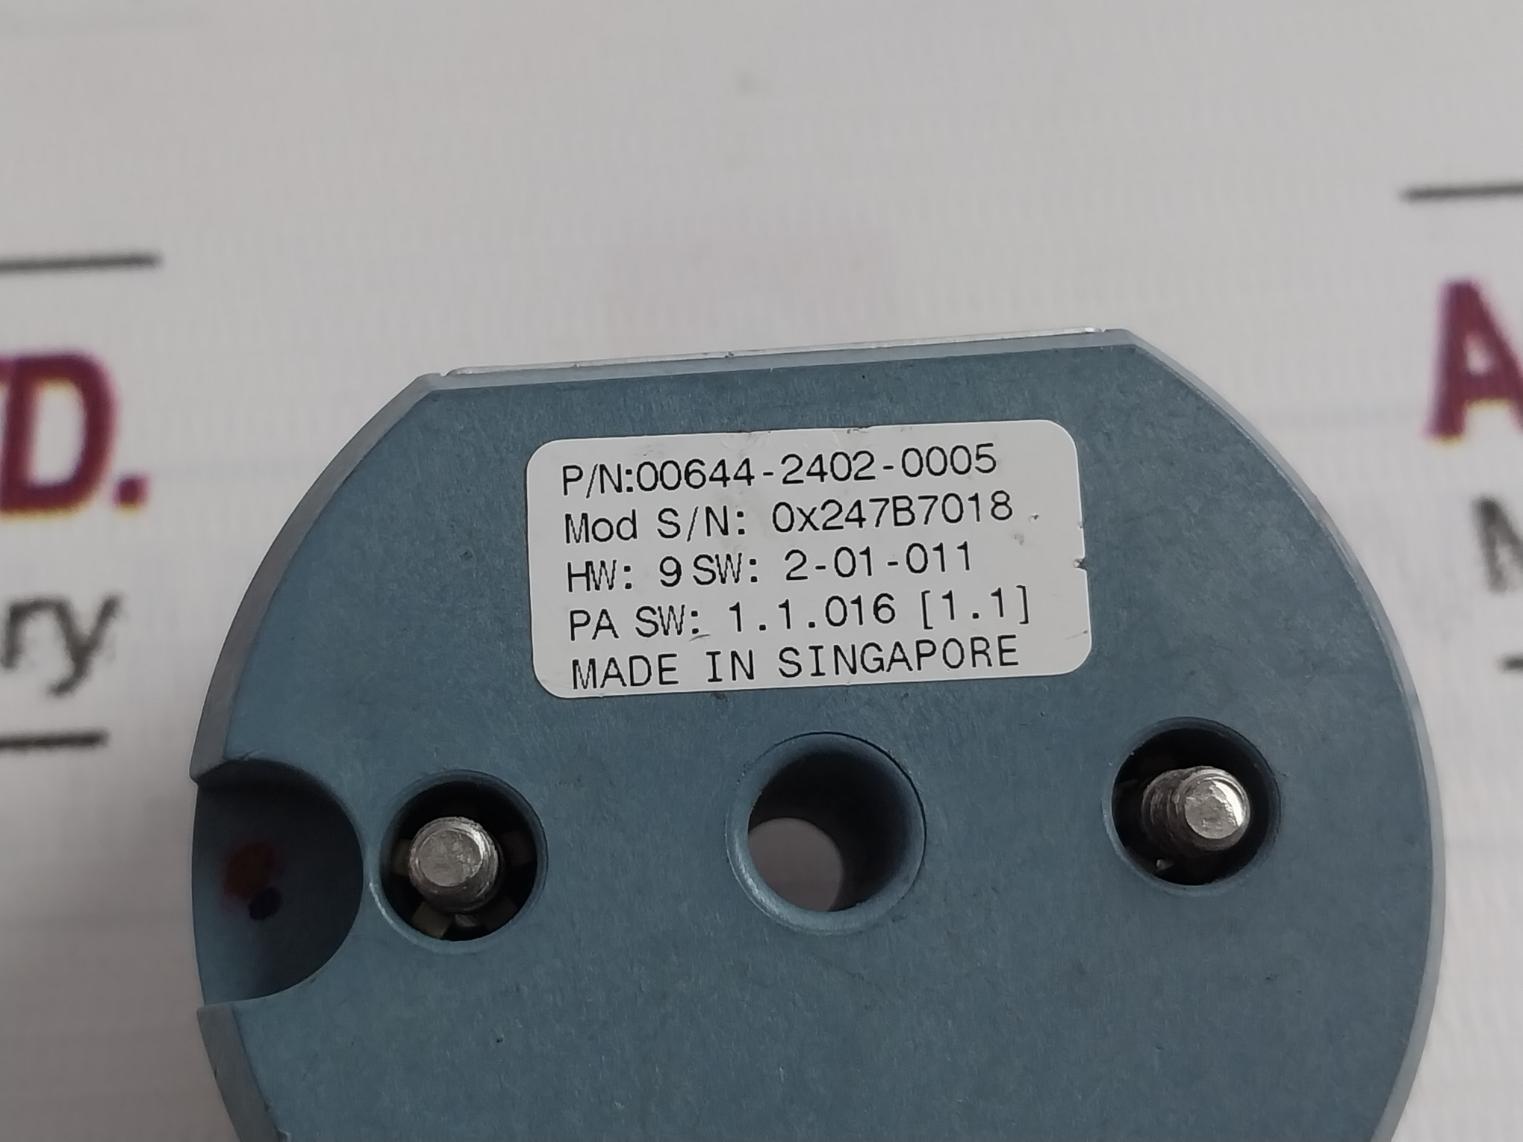 P/N:00644-2402-0005
Mod S/N: 0x247B7018
HW: 9 SW: 2-01-011
PA SW: 1.1.016 [1.1]
MADE IN SINGAPORE